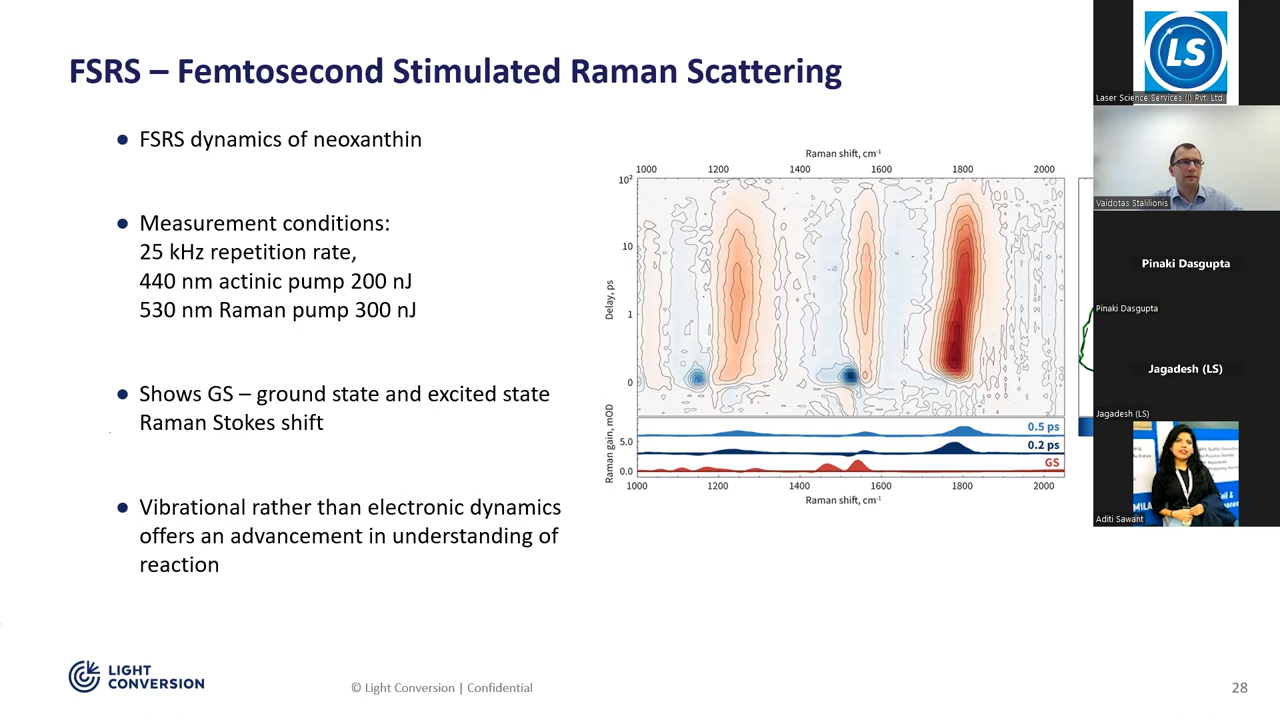 FSRS – Femtosecond Stimulated Raman Scattering
● FSRS dynamics of neoxanthin
● Measurement conditions:
25 kHz repetition rate,
440 nm actinic pump 200 nJ
530 nm Raman pump 300 nJ
● Shows GS – ground state and excited state
Raman Stokes shift
● Vibrational rather than electronic dynamics
offers an advancement in understanding of
reaction
Raman shift, cm⁻¹
1000 1200 1400 1600 1800 2000
10²
10
1
0
Delay, ps
Raman gain, mOD
5.0
0.0
0.5 ps
0.2 ps
GS
1000 1200 1400 1600 1800 2000
Raman shift, cm⁻¹
LS
Laser Science Services (I) Pvt. Ltd.
Vaidotas Stalilionis
Pinaki Dasgupta
Pinaki Dasgupta
Jagadesh (LS)
Jagadesh (LS)
Aditi Sawant
LIGHT
CONVERSION
© Light Conversion | Confidential
28